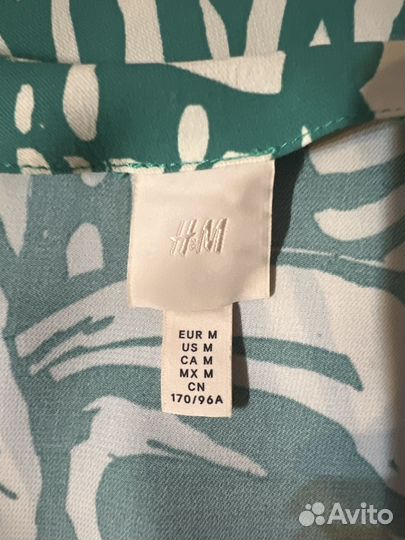 H&M
EUR M
US M
CA M
MX M
CN
170/96A
Avito